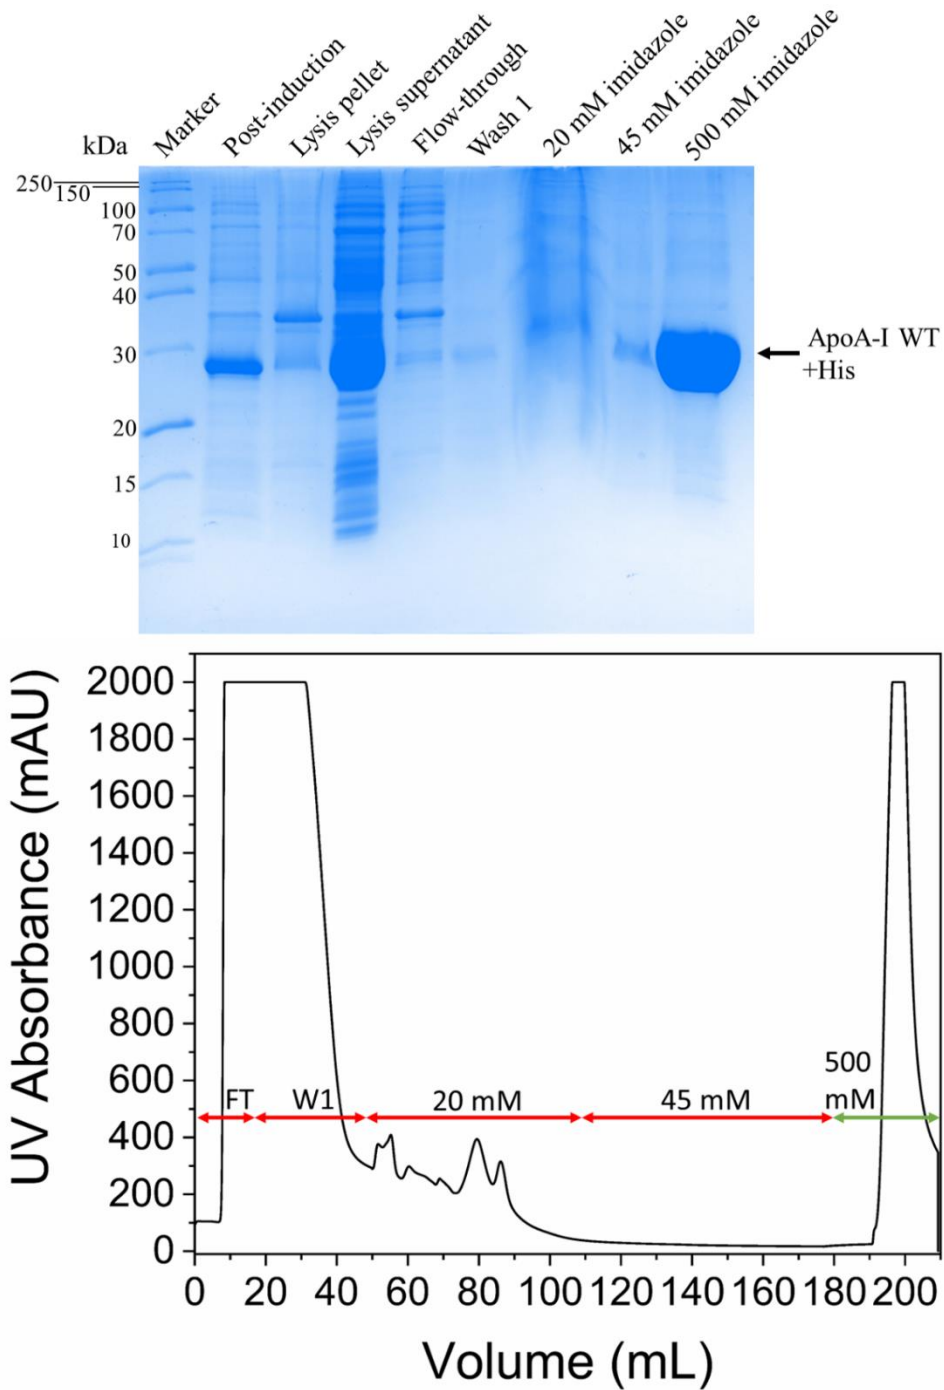 kDa
Marker
Post-induction
Lysis pellet
Lysis supernatant
Flow-through
Wash 1
20 mM imidazole
45 mM imidazole
500 mM imidazole
250
150
100
70
50
40
30
20
15
10
ApoA-I WT
+His
UV Absorbance (mAU)
2000
1800
1600
1400
1200
1000
800
600
400
200
0
FT
W1
20 mM
45 mM
500
mM
0 20 40 60 80 100 120 140 160 180 200
Volume (mL)